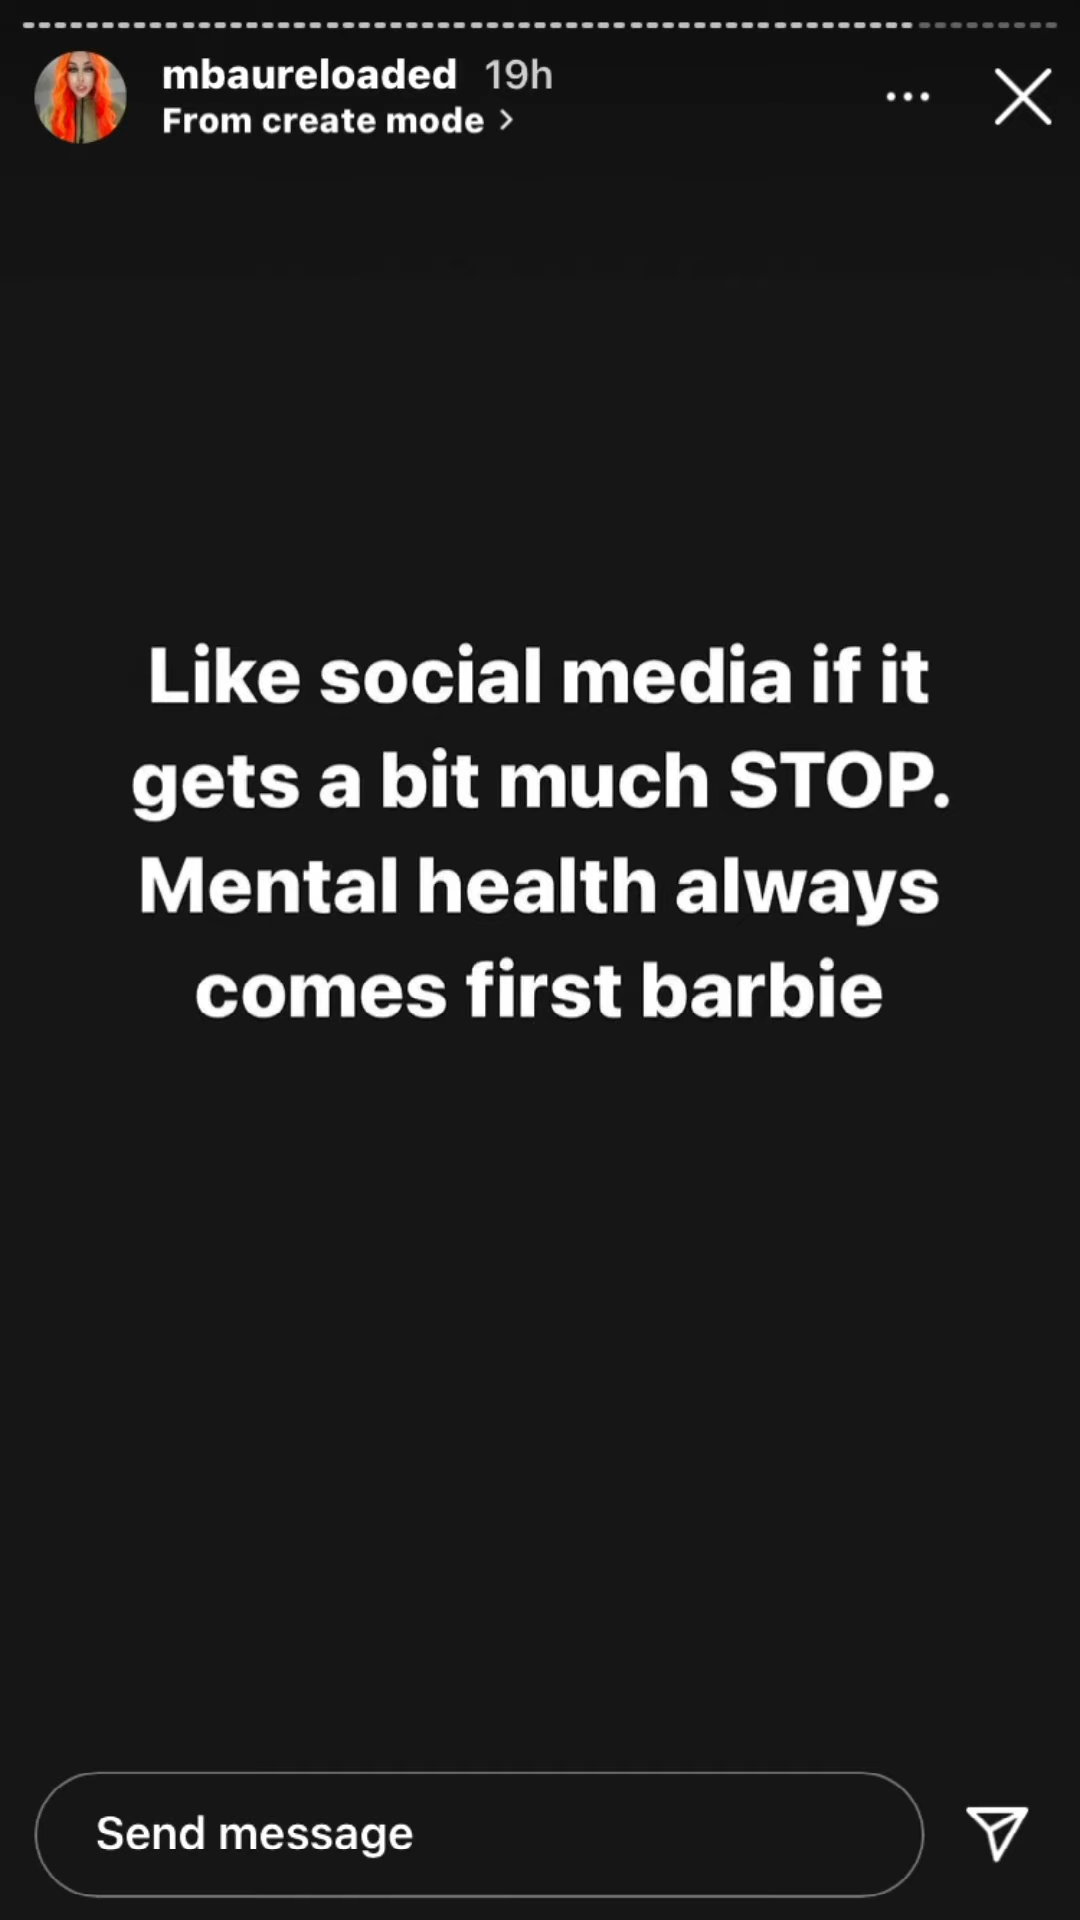 mbaureloaded 19h
From create mode >
Like social media if it
gets a bit much STOP.
Mental health always
comes first barbie
Send message